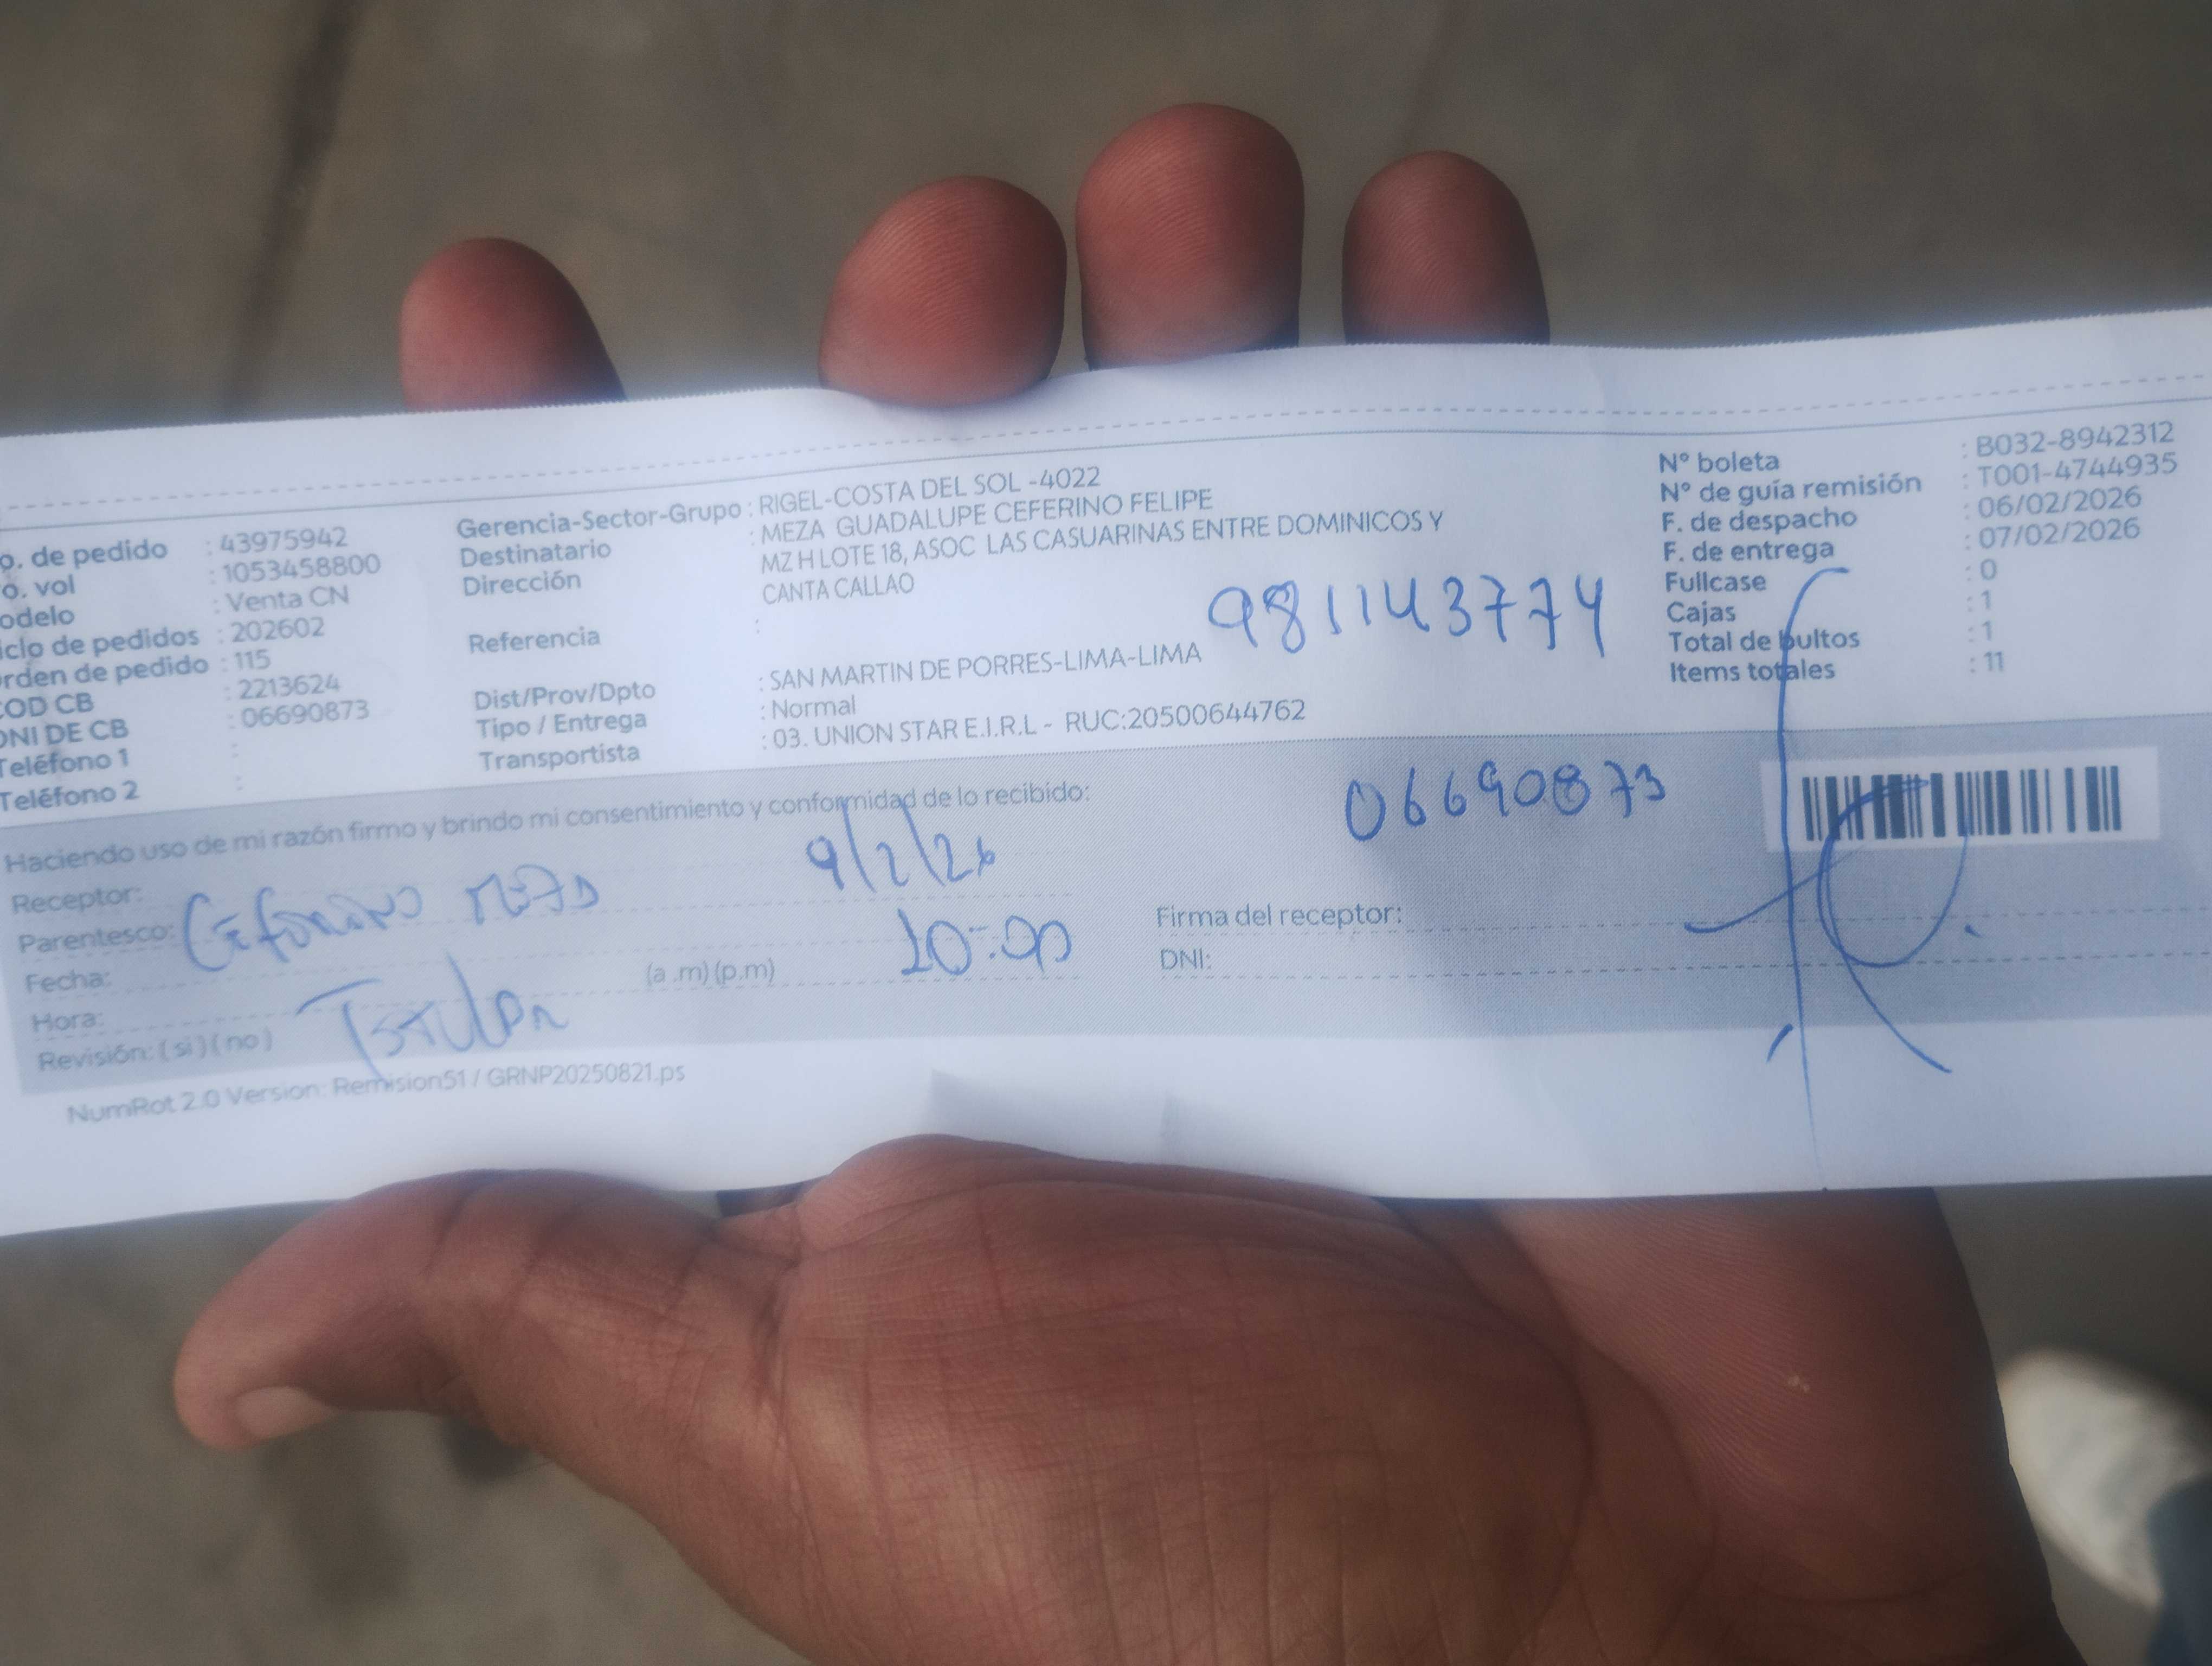 o. de pedido : 43975942
o. vol : 1053458800
odelo : Venta CN
iclo de pedidos : 202602
rden de pedido : 115
COD CB : 2213624
DNI DE CB : 06690873
Teléfono 1 :
Teléfono 2 :
Gerencia-Sector-Grupo : RIGEL-COSTA DEL SOL -4022
Destinatario : MEZA GUADALUPE CEFERINO FELIPE
Dirección : MZ H LOTE 18, ASOC LAS CASUARINAS ENTRE DOMINICOS Y
CANTA CALLAO
Referencia :
981143774
Dist/Prov/Dpto : SAN MARTIN DE PORRES-LIMA-LIMA
Tipo / Entrega : Normal
Transportista : 03. UNION STAR E.I.R.L - RUC:20500644762
Nº boleta : B032-8942312
Nº de guía remisión : T001-4744935
F. de despacho : 06/02/2026
F. de entrega : 07/02/2026
Fullcase : 0
Cajas : 1
Total de bultos : 1
Items totales : 11
Haciendo uso de mi razón firmo y brindo mi consentimiento y conformidad de lo recibido:
06690873
Receptor:
9/2/26
Parentesco: Ceferino Meza
Firma del receptor:
Fecha: (a .m) (p.m) 10:00
DNI:
Hora:
Revisión: ( si ) ( no )
NumRot 2.0 Version: Remision51 / GRNP20250821.ps